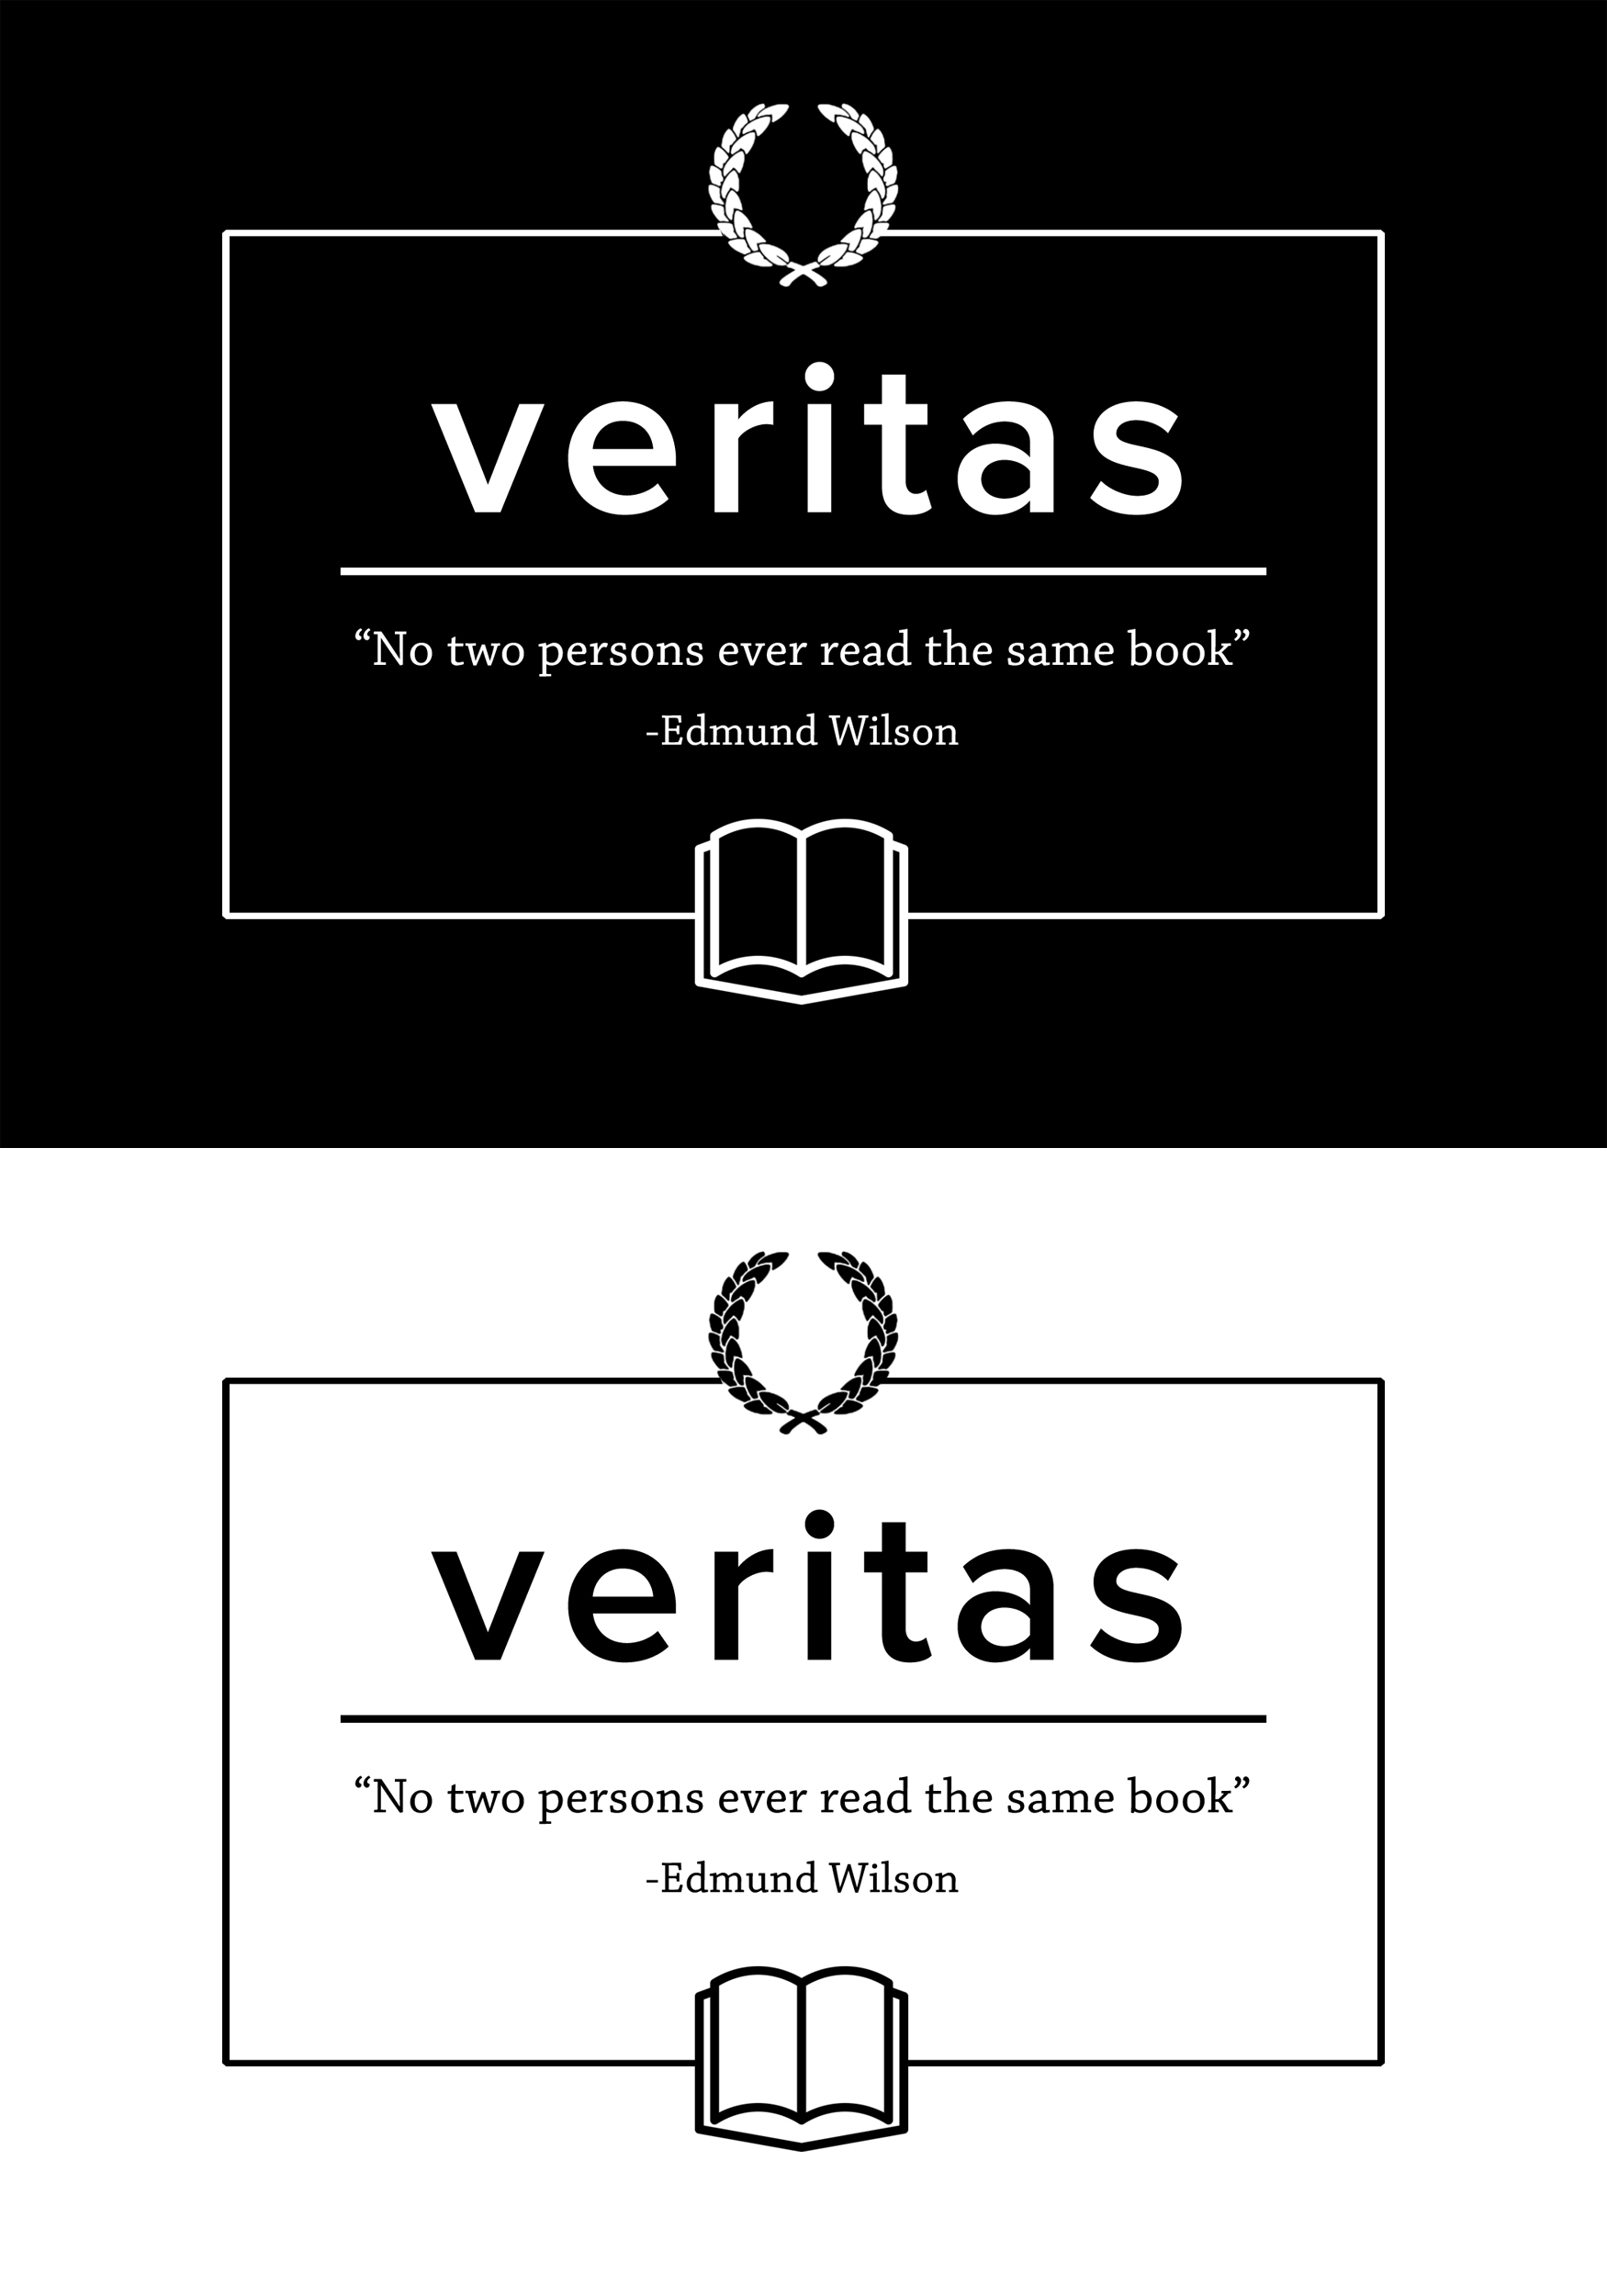 veritas
“No two persons ever read the same book”
-Edmund Wilson
veritas
“No two persons ever read the same book”
-Edmund Wilson